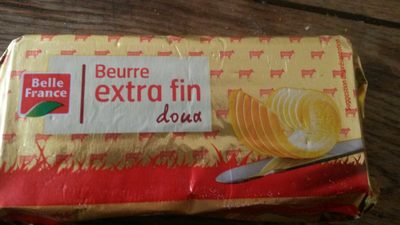 Belle
France
Beurre
extra fin
doux